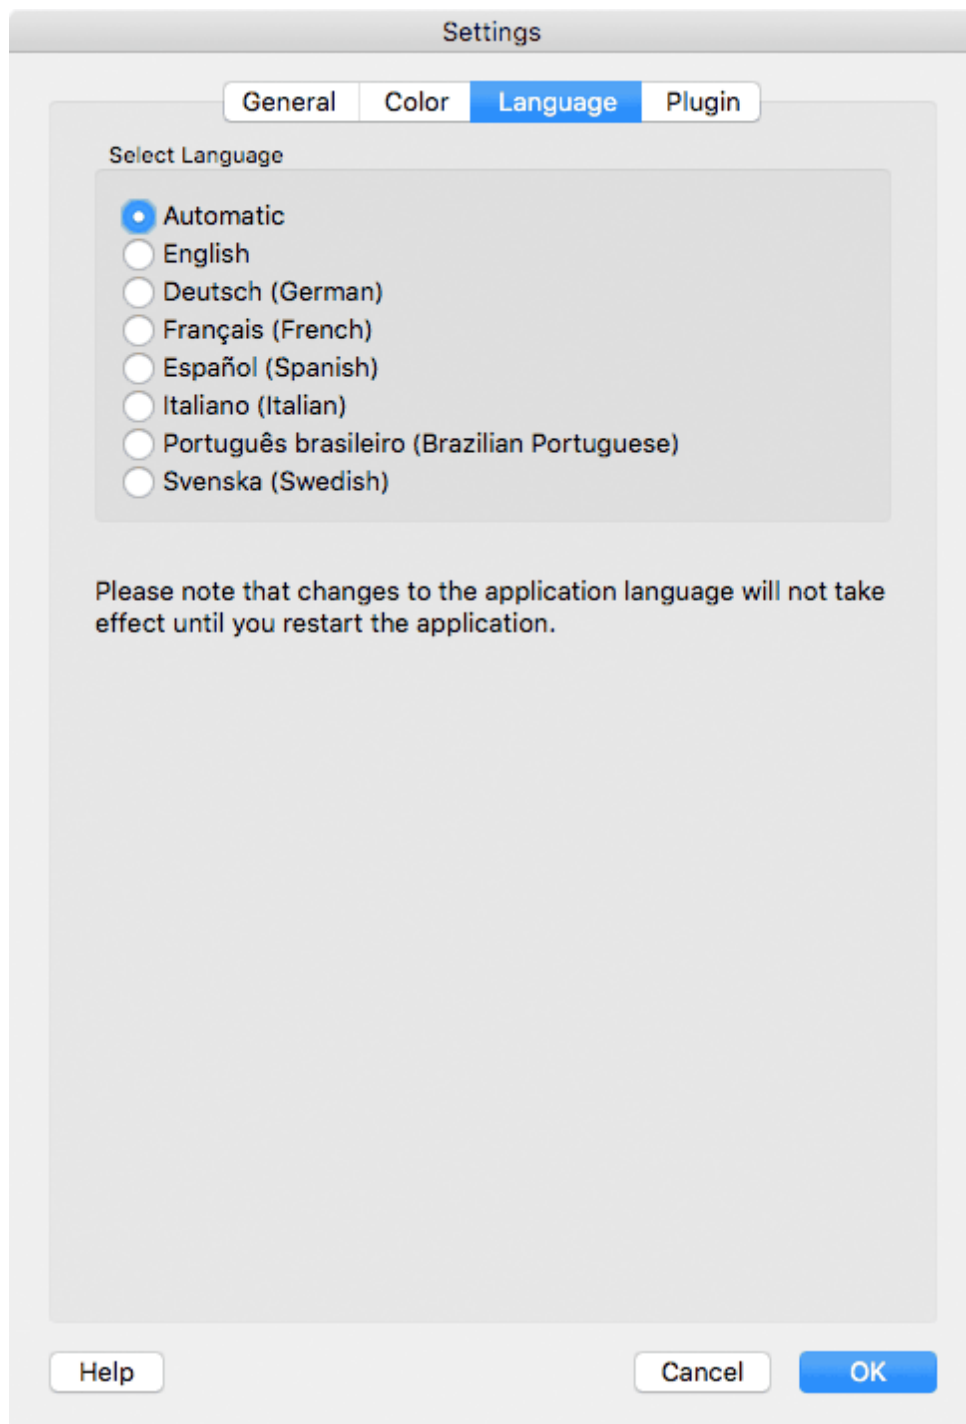 Settings
General Color Language Plugin
Select Language
Automatic
English
Deutsch (German)
Français (French)
Español (Spanish)
Italiano (Italian)
Português brasileiro (Brazilian Portuguese)
Svenska (Swedish)
Please note that changes to the application language will not take
effect until you restart the application.
Help Cancel OK